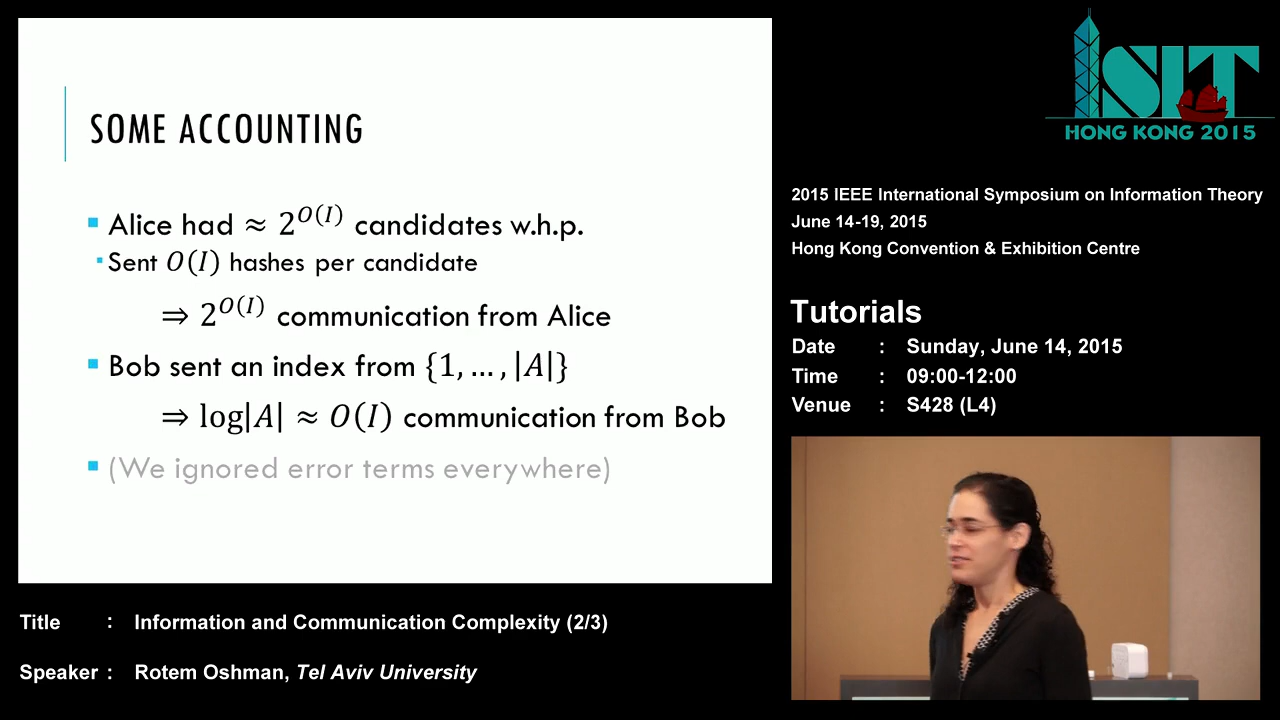 SOME ACCOUNTING
▪ Alice had ≈ 2^{O(I)} candidates w.h.p.
▪ Sent O(I) hashes per candidate
⇒ 2^{O(I)} communication from Alice
▪ Bob sent an index from {1, … , |A|}
⇒ log|A| ≈ O(I) communication from Bob
▪ (We ignored error terms everywhere)
ISIT
HONG KONG 2015
2015 IEEE International Symposium on Information Theory
June 14-19, 2015
Hong Kong Convention & Exhibition Centre
Tutorials
Date : Sunday, June 14, 2015
Time : 09:00-12:00
Venue : S428 (L4)
Title : Information and Communication Complexity (2/3)
Speaker : Rotem Oshman, Tel Aviv University